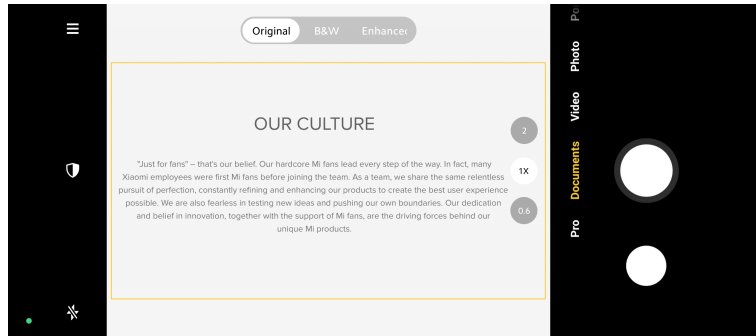 Original B&W Enhanced
OUR CULTURE
"Just for fans" – that's our belief. Our hardcore Mi fans lead every step of the way. In fact, many
Xiaomi employees were first Mi fans before joining the team. As a team, we share the same relentless
pursuit of perfection, constantly refining and enhancing our products to create the best user experience
possible. We are also fearless in testing new ideas and pushing our own boundaries. Our dedication
and belief in innovation, together with the support of Mi fans, are the driving forces behind our
unique Mi products.
2
1X
0.6
Po
Photo
Video
Documents
Pro